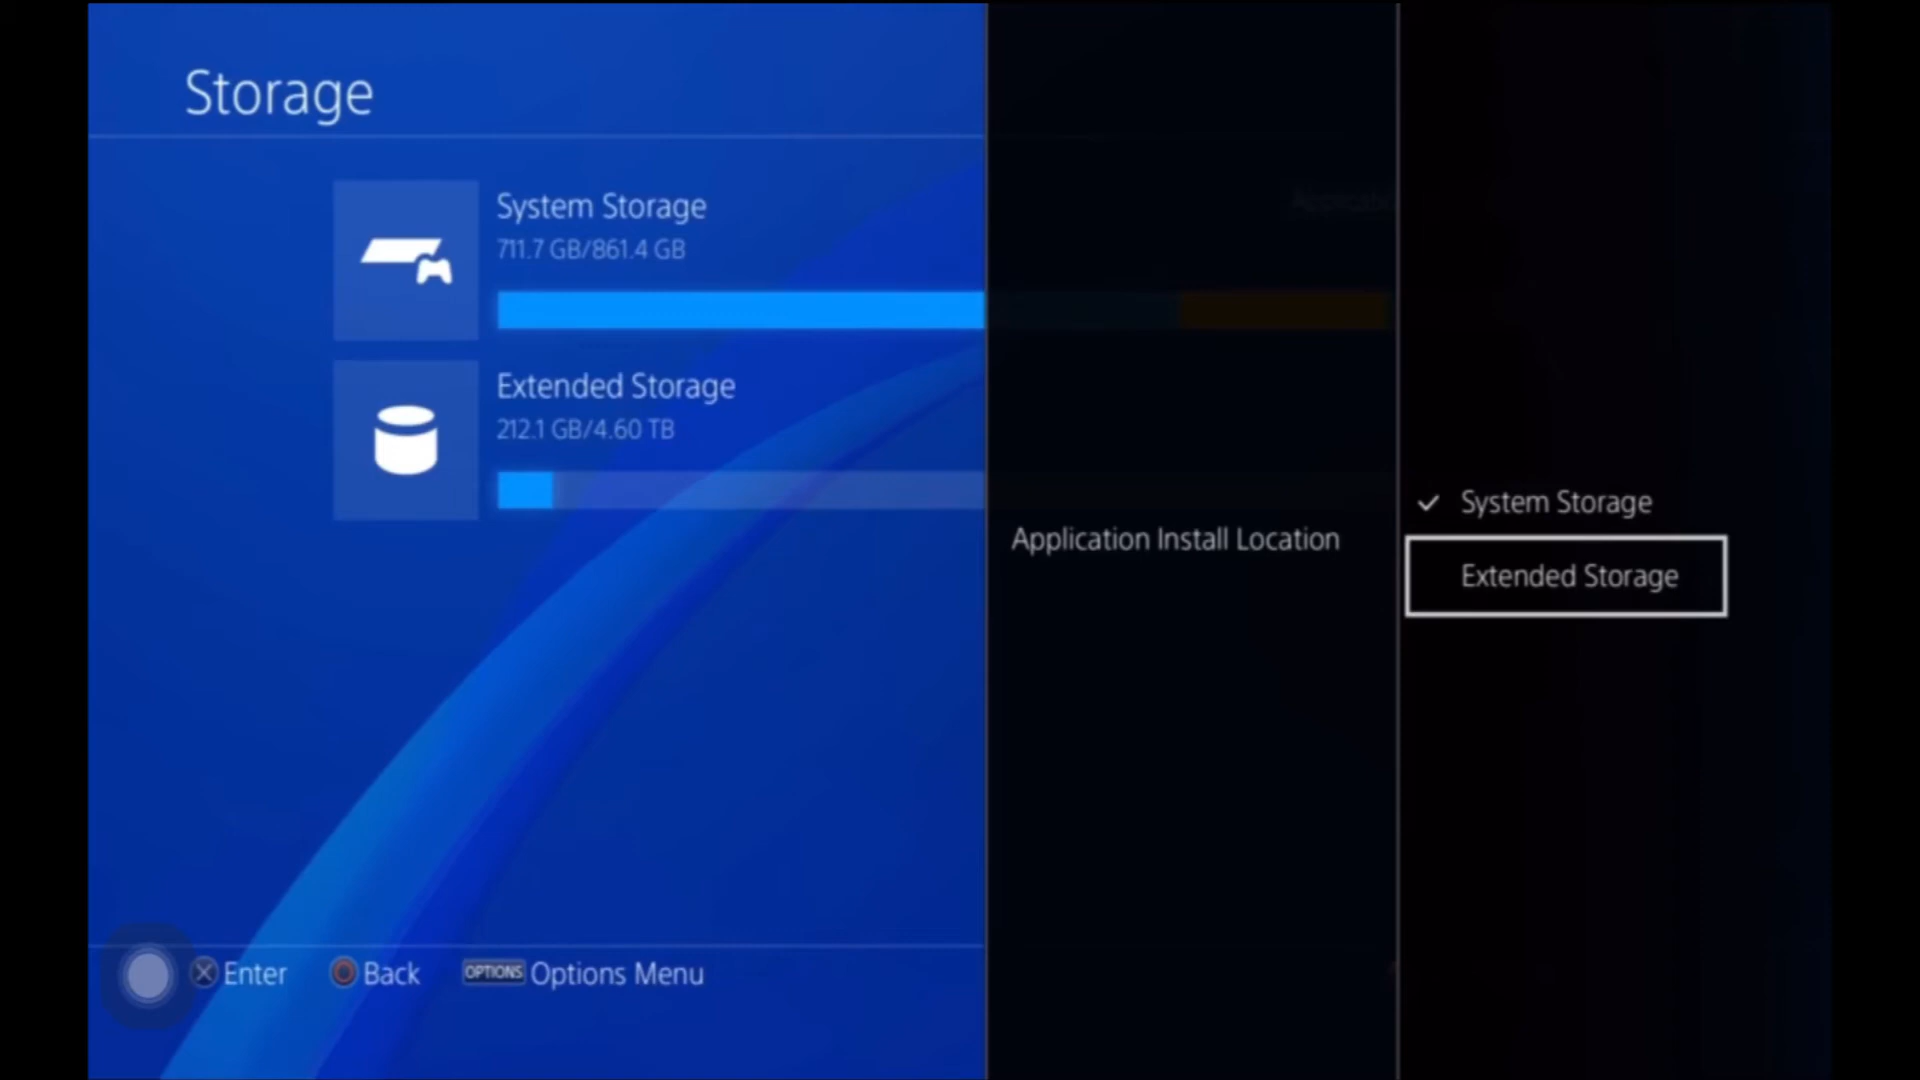 Storage
System Storage
711.7 GB/861.4 GB
Extended Storage
212.1 GB/4.60 TB
Application Install Location
System Storage
Extended Storage
Enter
Back
OPTIONS Options Menu